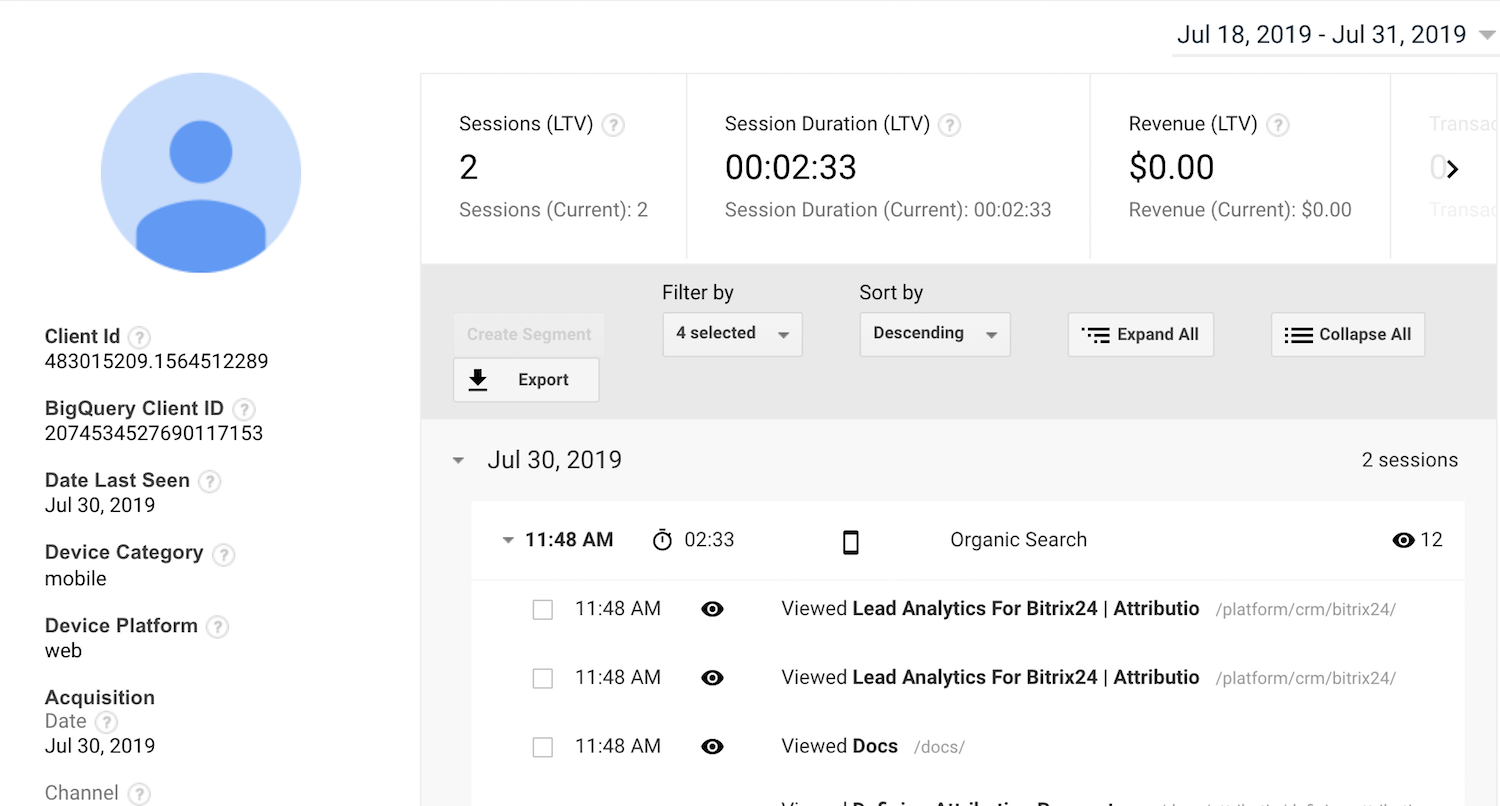 Jul 18, 2019 - Jul 31, 2019
Client Id ?
483015209.1564512289
BigQuery Client ID ?
2074534527690117153
Date Last Seen ?
Jul 30, 2019
Device Category ?
mobile
Device Platform ?
web
Acquisition
Date ?
Jul 30, 2019
Channel ?
Sessions (LTV) ?
2
Sessions (Current): 2
Session Duration (LTV) ?
00:02:33
Session Duration (Current): 00:02:33
Revenue (LTV) ?
$0.00
Revenue (Current): $0.00
Transac
0
Transac
Create Segment
Export
Filter by
4 selected
Sort by
Descending
Expand All
Collapse All
Jul 30, 2019 2 sessions
11:48 AM 02:33 Organic Search 12
11:48 AM Viewed Lead Analytics For Bitrix24 | Attributio /platform/crm/bitrix24/
11:48 AM Viewed Lead Analytics For Bitrix24 | Attributio /platform/crm/bitrix24/
11:48 AM Viewed Docs /docs/
Viewed Defining Attribution